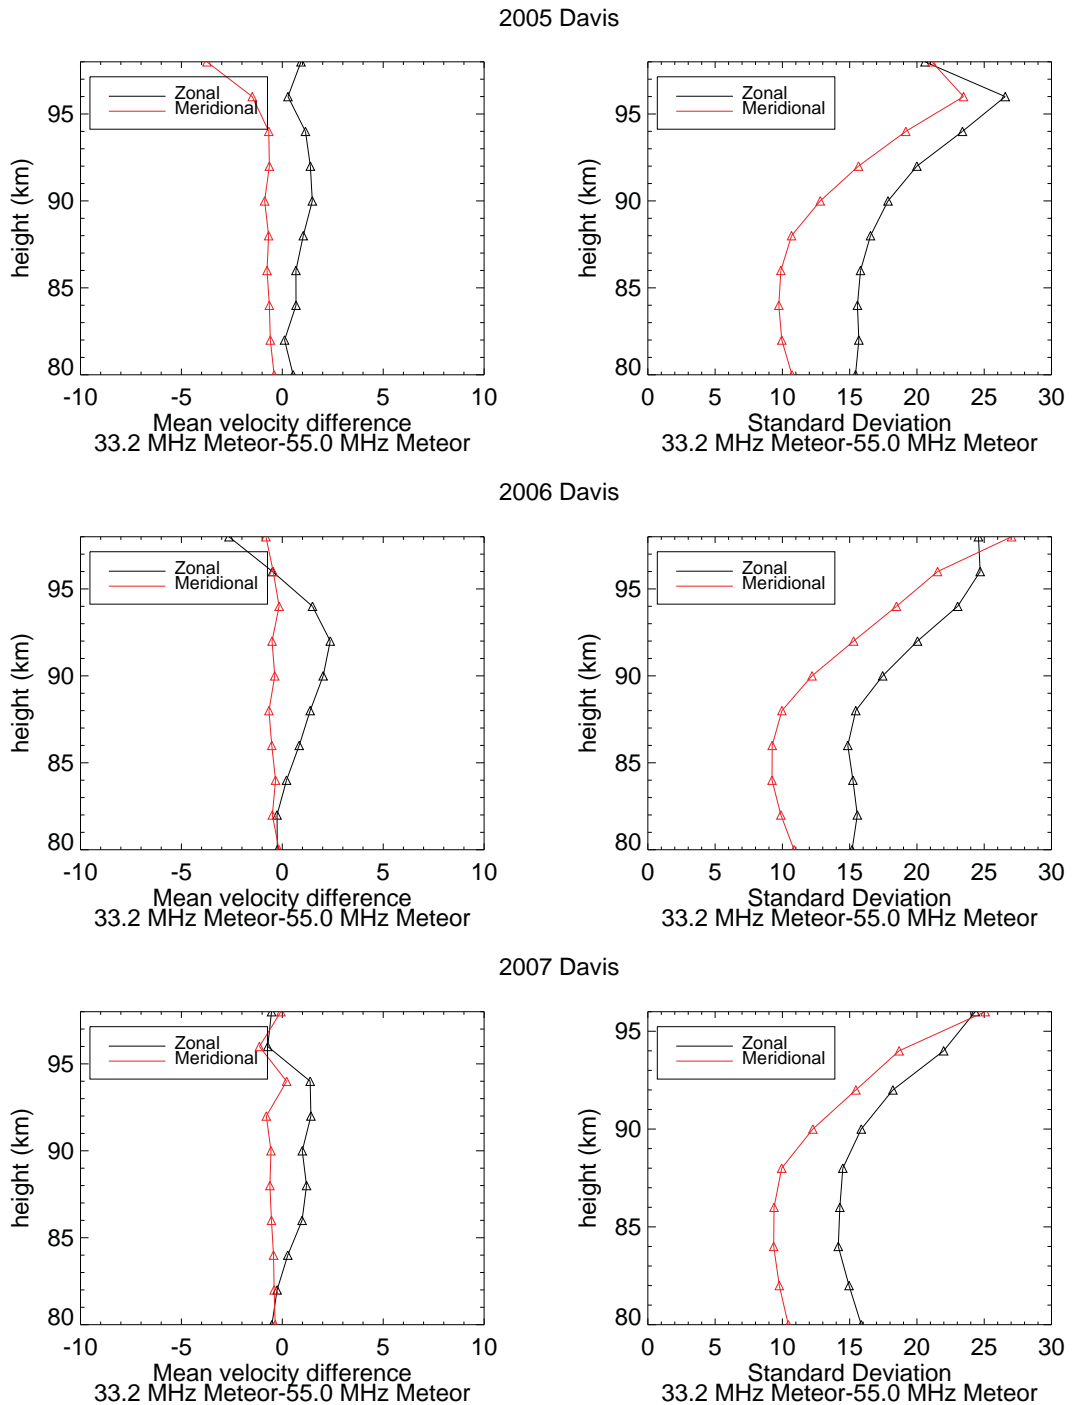 2005 Davis
Zonal
Meridional
height (km)
95
90
85
80
-10 -5 0 5 10
Mean velocity difference
33.2 MHz Meteor-55.0 MHz Meteor
Zonal
Meridional
height (km)
95
90
85
80
0 5 10 15 20 25 30
Standard Deviation
33.2 MHz Meteor-55.0 MHz Meteor
2006 Davis
Zonal
Meridional
height (km)
95
90
85
80
-10 -5 0 5 10
Mean velocity difference
33.2 MHz Meteor-55.0 MHz Meteor
Zonal
Meridional
height (km)
95
90
85
80
0 5 10 15 20 25 30
Standard Deviation
33.2 MHz Meteor-55.0 MHz Meteor
2007 Davis
Zonal
Meridional
height (km)
95
90
85
80
-10 -5 0 5 10
Mean velocity difference
33.2 MHz Meteor-55.0 MHz Meteor
Zonal
Meridional
height (km)
95
90
85
80
0 5 10 15 20 25 30
Standard Deviation
33.2 MHz Meteor-55.0 MHz Meteor